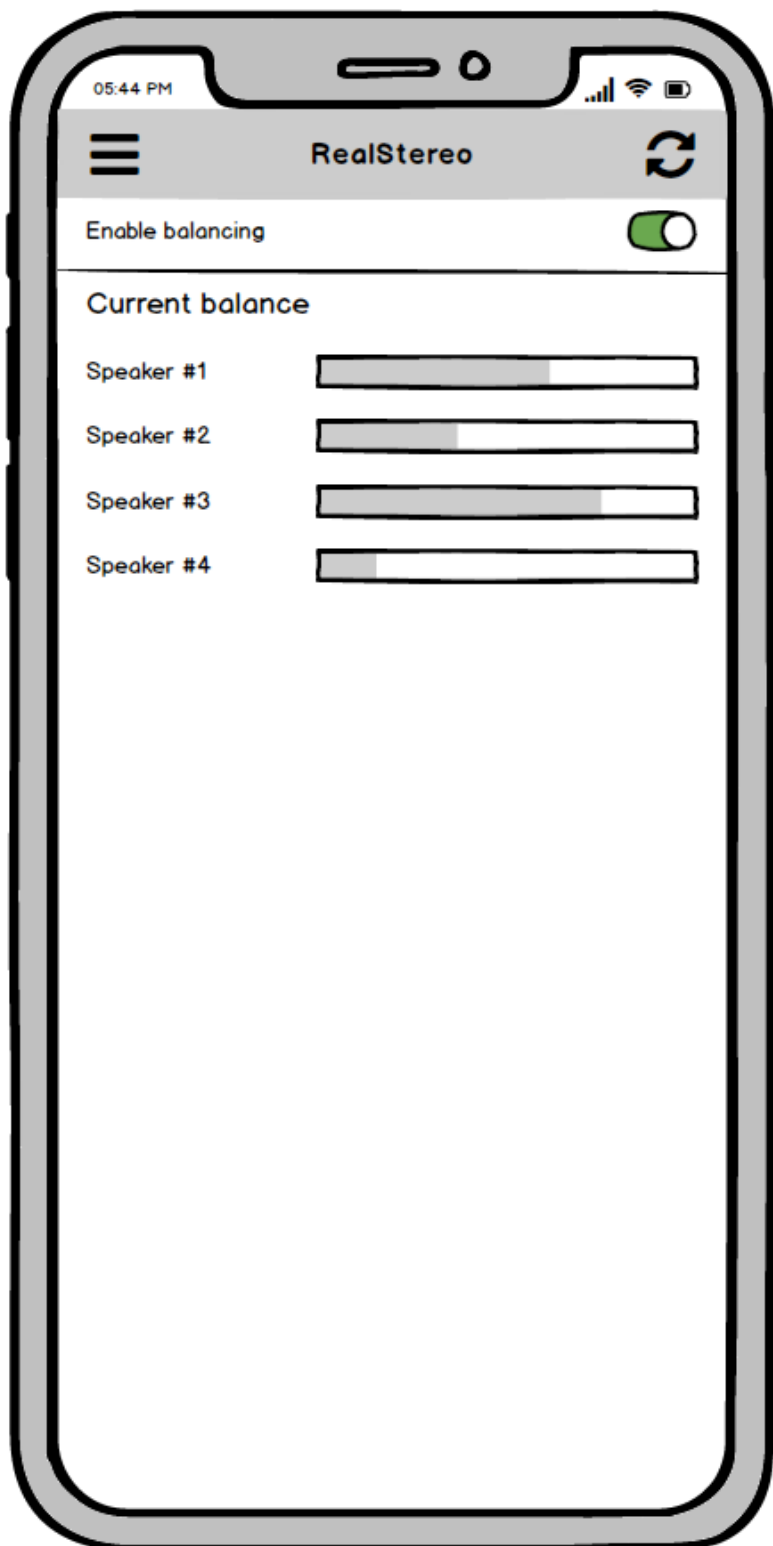 05:44 PM
RealStereo
Enable balancing
Current balance
Speaker #1
Speaker #2
Speaker #3
Speaker #4